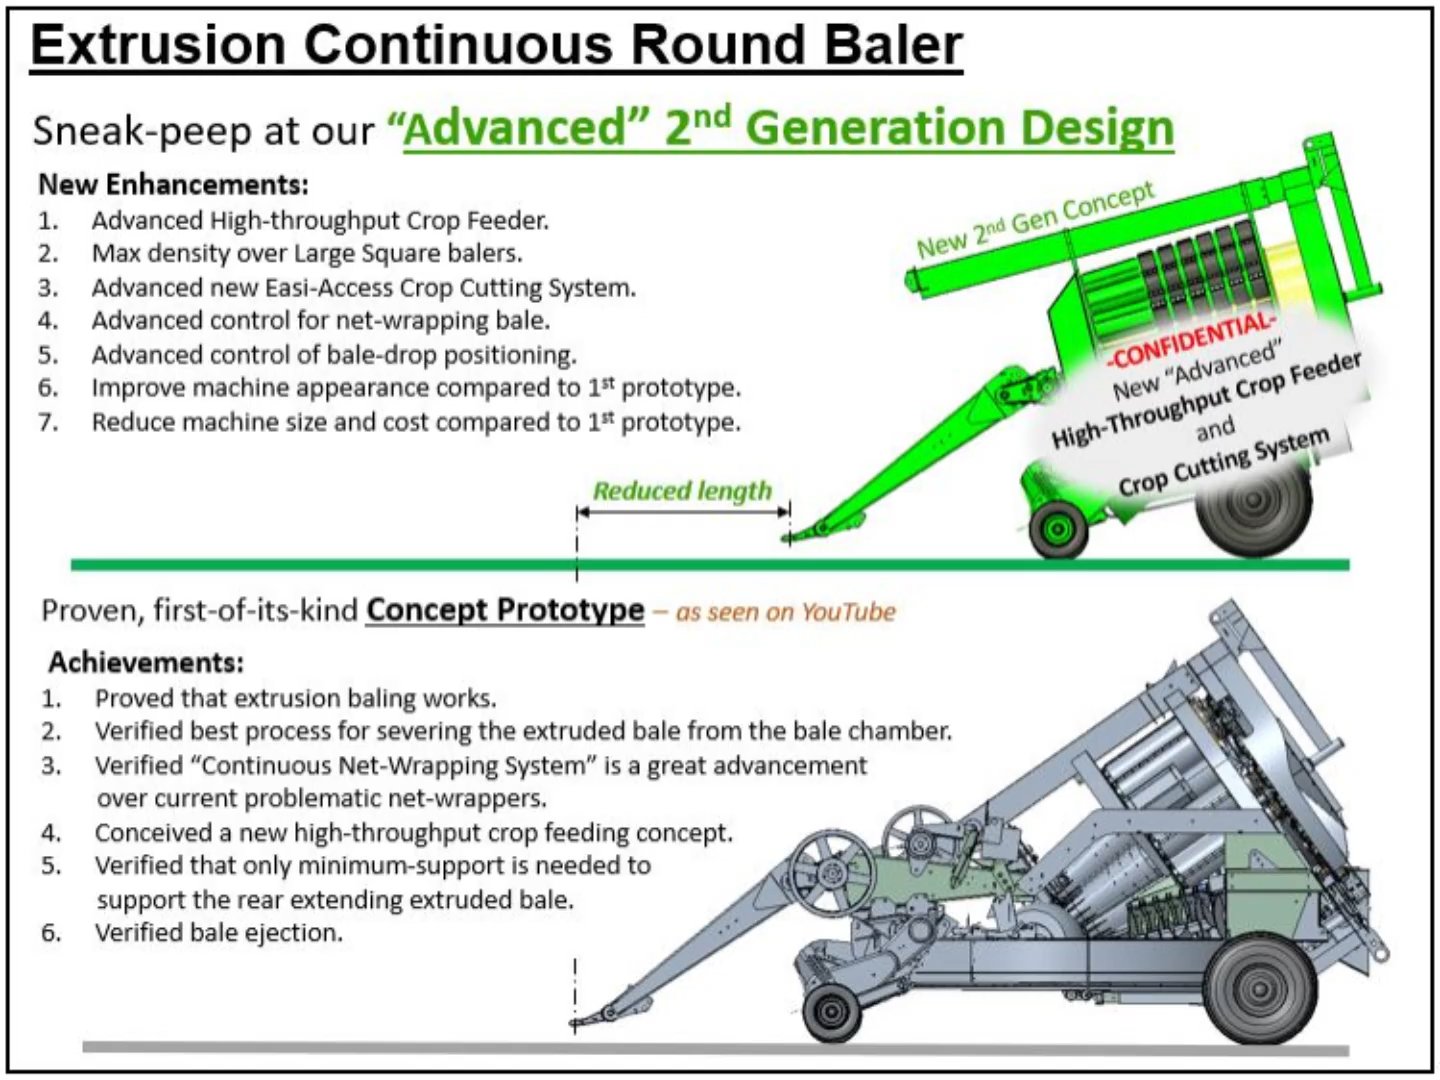 Extrusion Continuous Round Baler
Sneak-peep at our “Advanced” 2nd Generation Design
New Enhancements:
1. Advanced High-throughput Crop Feeder.
2. Max density over Large Square balers.
3. Advanced new Easi-Access Crop Cutting System.
4. Advanced control for net-wrapping bale.
5. Advanced control of bale-drop positioning.
6. Improve machine appearance compared to 1st prototype.
7. Reduce machine size and cost compared to 1st prototype.
New 2nd Gen Concept
-CONFIDENTIAL-
New “Advanced”
High-Throughput Crop Feeder
and
Crop Cutting System
Reduced length
Proven, first-of-its-kind Concept Prototype – as seen on YouTube
Achievements:
1. Proved that extrusion baling works.
2. Verified best process for severing the extruded bale from the bale chamber.
3. Verified “Continuous Net-Wrapping System” is a great advancement
over current problematic net-wrappers.
4. Conceived a new high-throughput crop feeding concept.
5. Verified that only minimum-support is needed to
support the rear extending extruded bale.
6. Verified bale ejection.